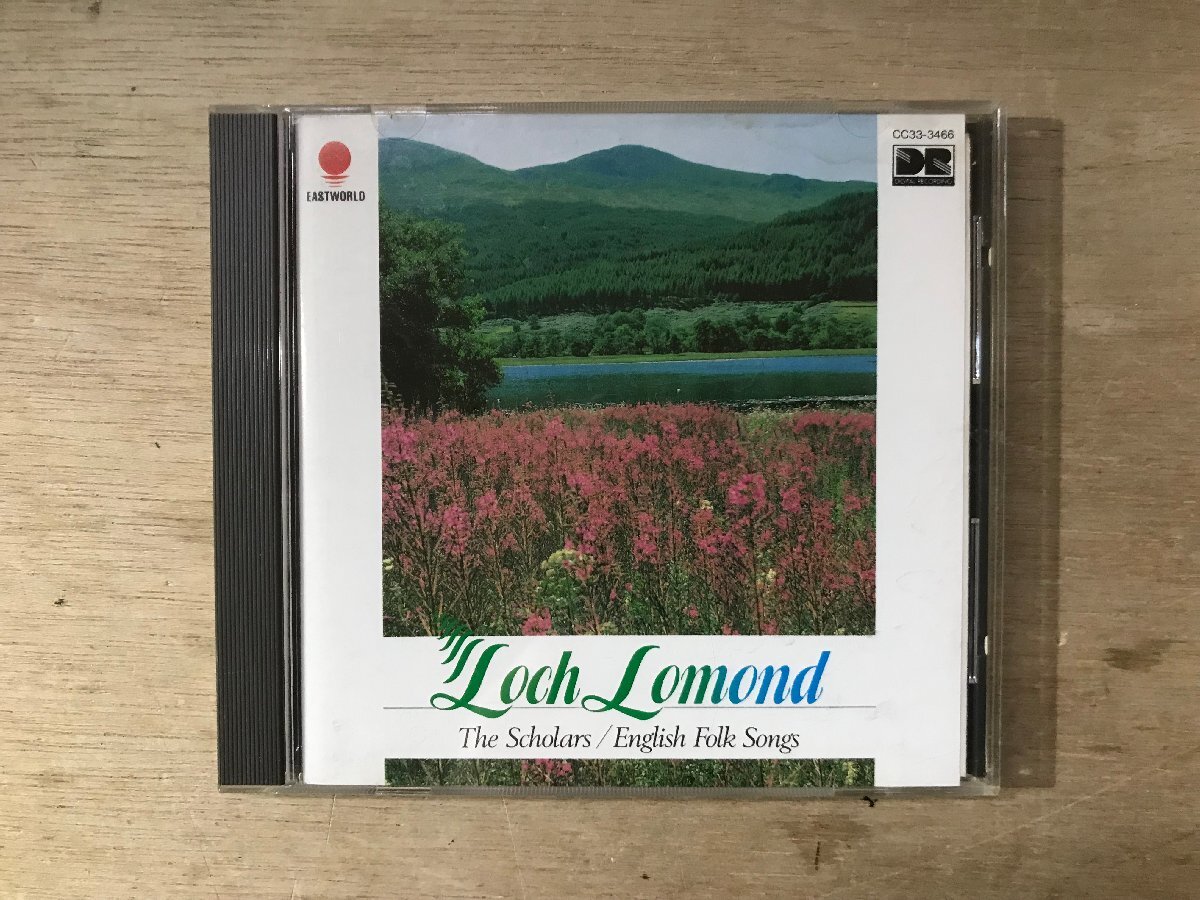 EASTWORLD
CC33-3466
DR
DIGITAL RECORDING
Loch Lomond
The Scholars / English Folk Songs